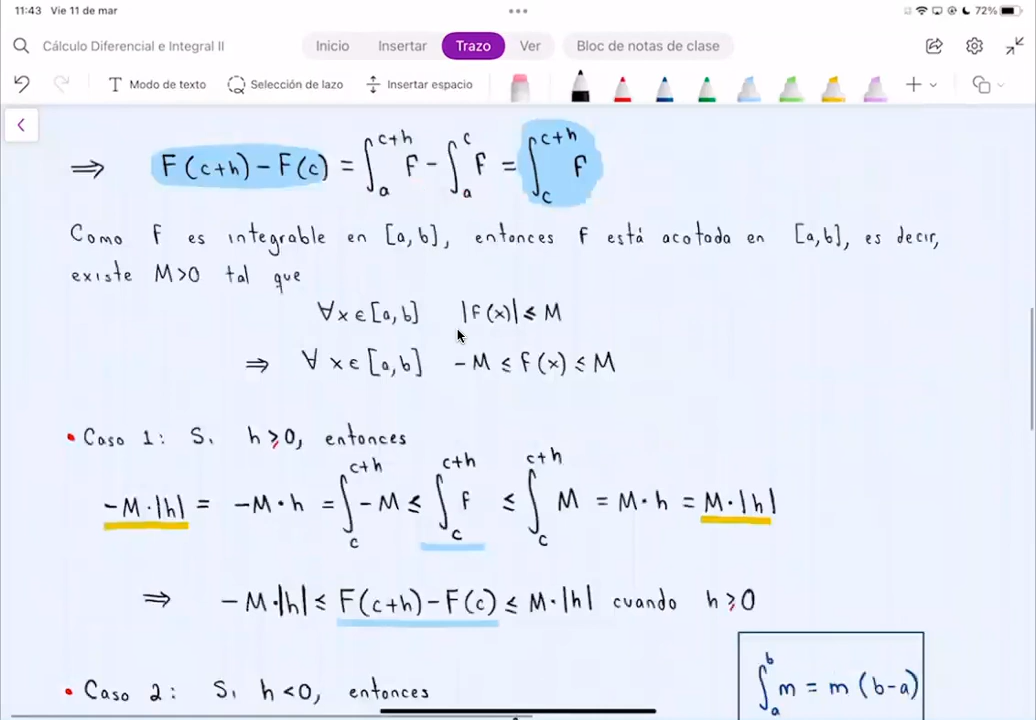 11:43 Vie 11 de mar
72%
Cálculo Diferencial e Integral II
Inicio Insertar Trazo Ver Bloc de notas de clase
Modo de texto Selección de lazo Insertar espacio
⇒ F(c+h) − F(c) = ∫_a^{c+h} f − ∫_a^c f = ∫_c^{c+h} f
Como f es integrable en [a,b], entonces f está acotada en [a,b], es decir,
existe M>0 tal que
∀x∈[a,b] |f(x)| ≤ M
⇒ ∀x∈[a,b] −M ≤ f(x) ≤ M
• Caso 1: Si h≥0, entonces
−M·|h| = −M·h = ∫_c^{c+h} −M ≤ ∫_c^{c+h} f ≤ ∫_c^{c+h} M = M·h = M·|h|
⇒ −M·|h| ≤ F(c+h)−F(c) ≤ M·|h| cuando h≥0
• Caso 2: Si h<0, entonces
∫_a^b m = m(b−a)